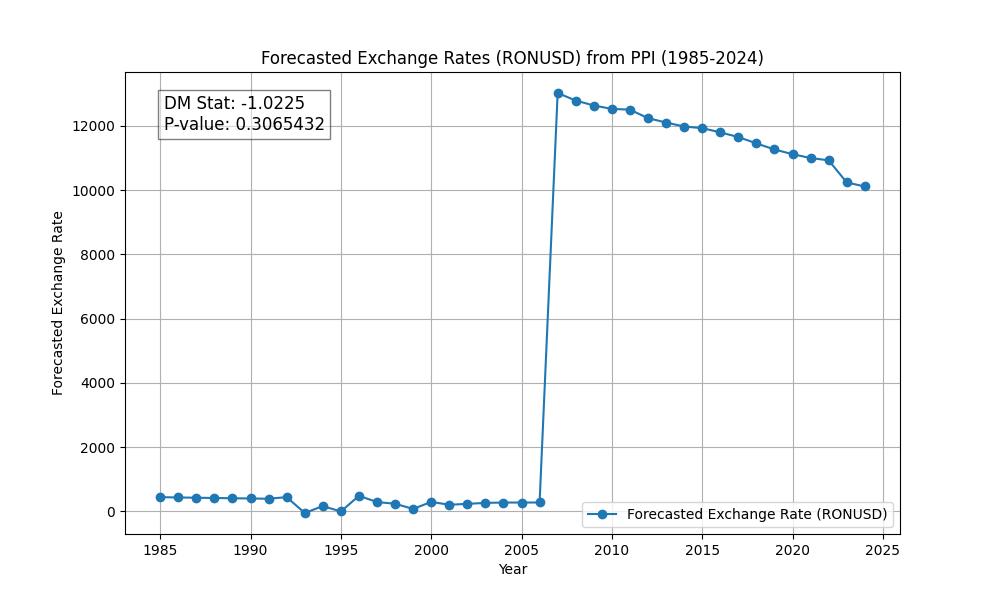 Forecasted Exchange Rates (RONUSD) from PPI (1985-2024)
DM Stat: -1.0225
P-value: 0.3065432
Forecasted Exchange Rate
12000
10000
8000
6000
4000
2000
0
Forecasted Exchange Rate (RONUSD)
1985 1990 1995 2000 2005 2010 2015 2020 2025
Year